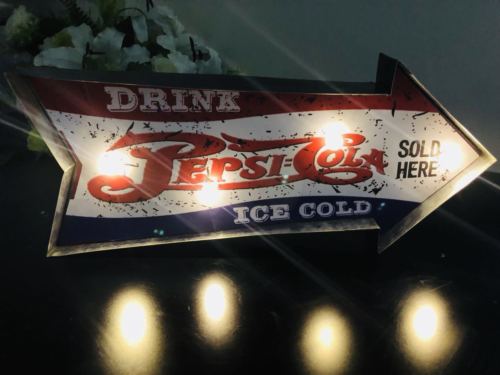 DRINK
PEPSI=COLA
SOLD
HERE
ICE COLD